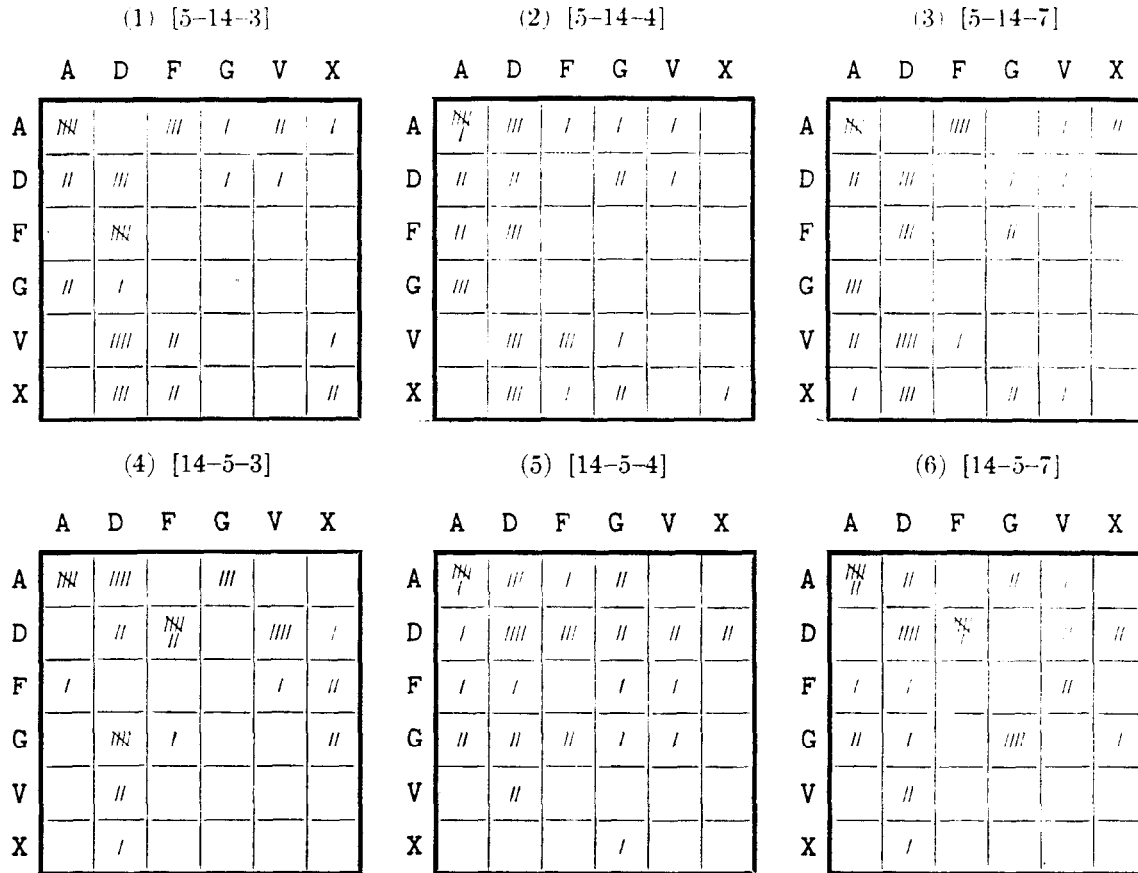 (1) [5-14-3] (2) [5-14-4] (3) [5-14-7]
A D F G V X A D F G V X A D F G V X
A A A
D D D
F F F
G G G
V V V
X X X
(4) [14-5-3] (5) [14-5-4] (6) [14-5-7]
A D F G V X A D F G V X A D F G V X
A A A
D D D
F F F
G G G
V V V
X X X